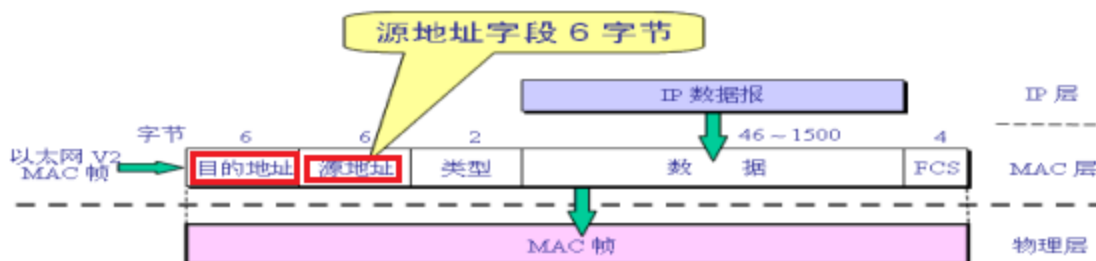 源地址字段 6 字节
IP 数据报
IP 层
字节 6 6 2 46 ~ 1500 4
以太网 V2
MAC 帧
目的地址 源地址 类型 数 据 FCS
MAC 层
MAC 帧
物理层